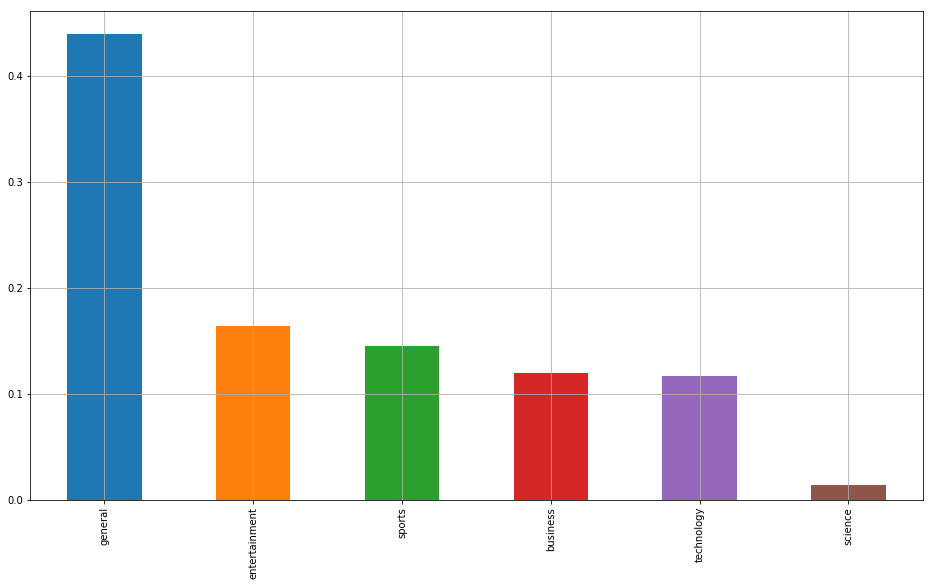 0.4
0.3
0.2
0.1
0.0
general
entertainment
sports
business
technology
science